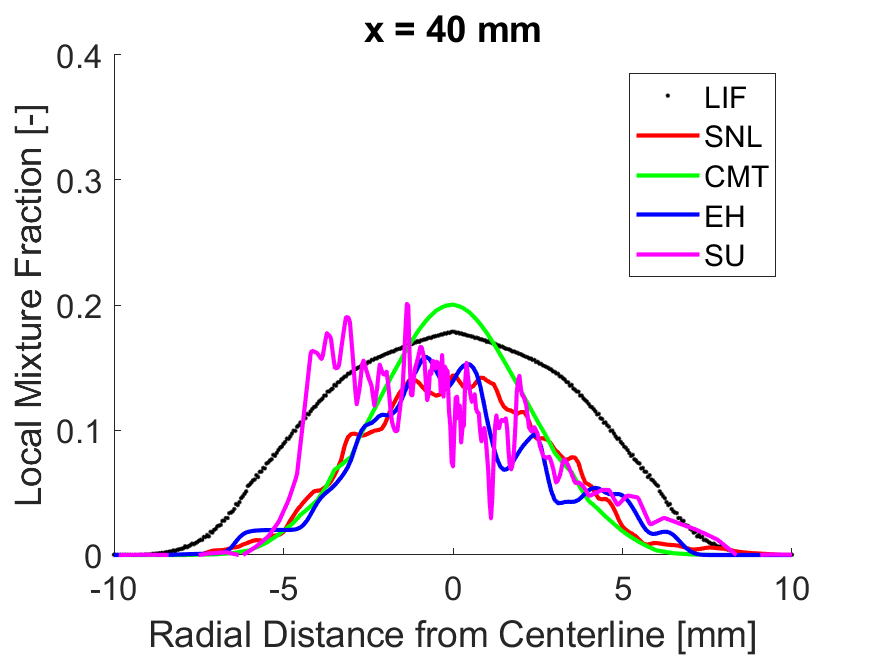 x = 40 mm
Local Mixture Fraction [-]
0.4
0.3
0.2
0.1
0
-10
-5
0
5
10
Radial Distance from Centerline [mm]
LIF
SNL
CMT
EH
SU